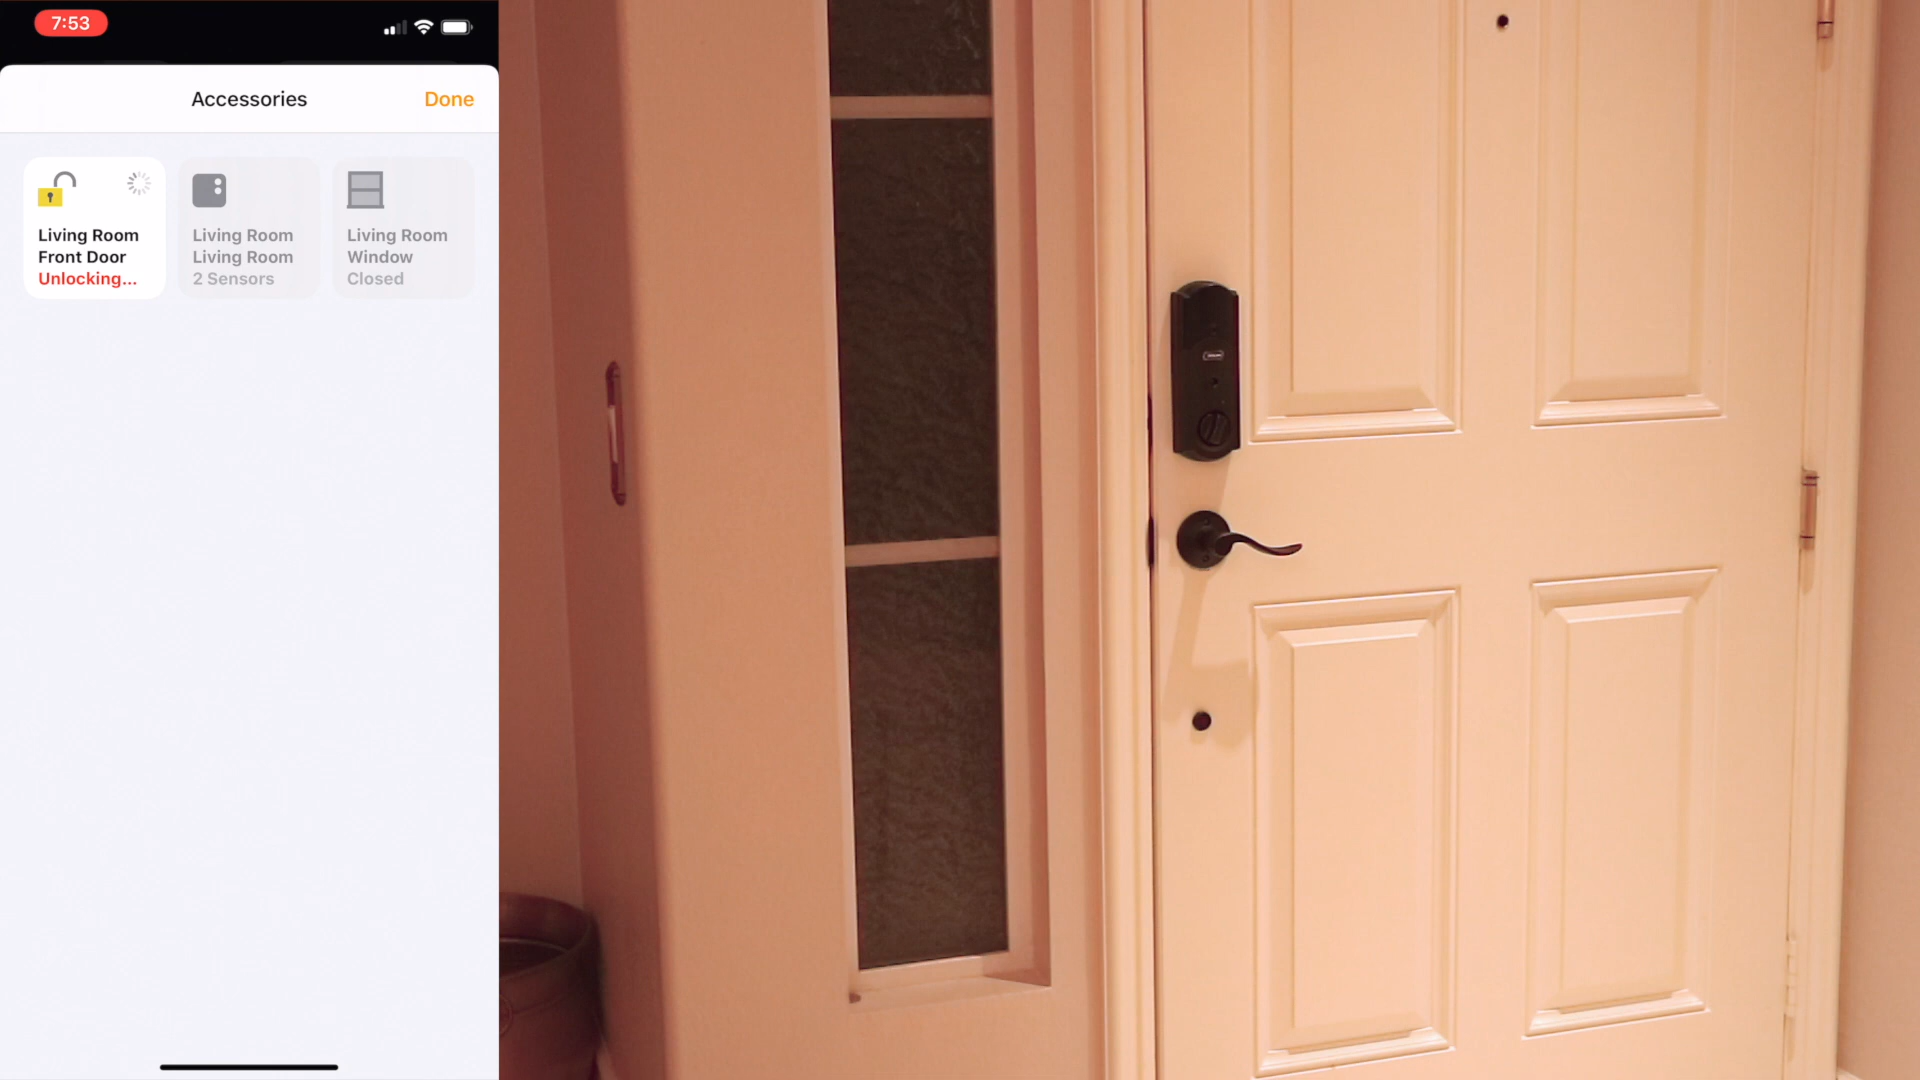 7:53
Accessories
Done
Living Room
Front Door
Unlocking...
Living Room
Living Room
2 Sensors
Living Room
Window
Closed